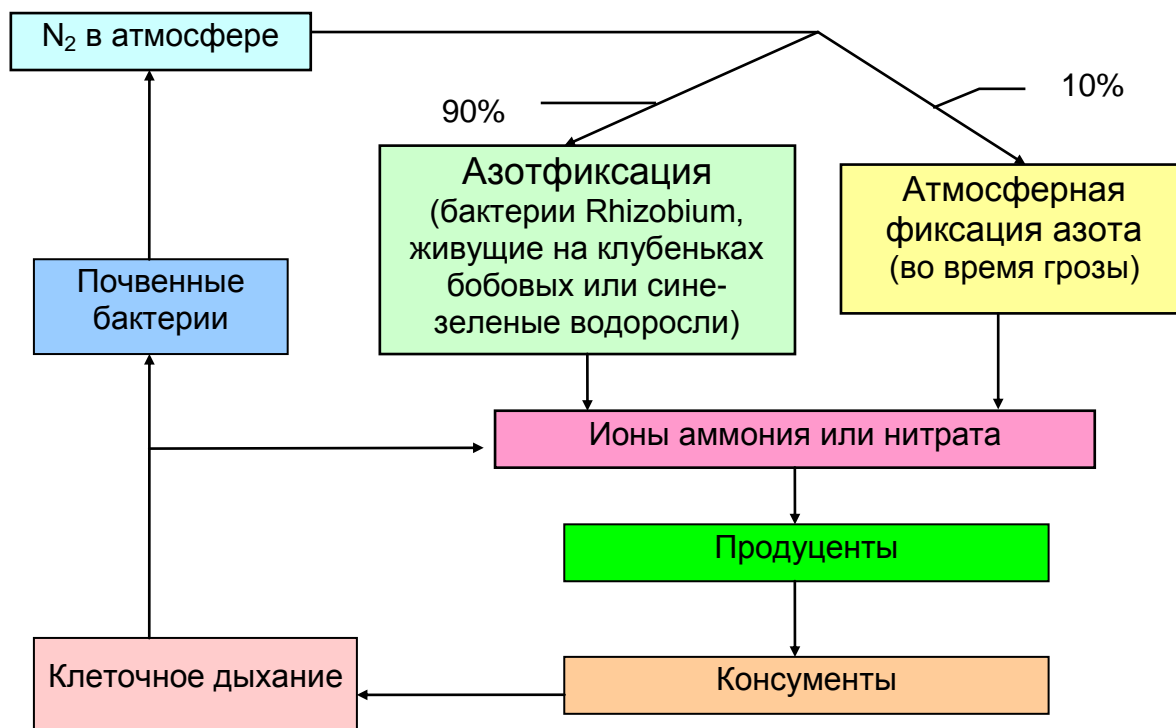 N₂ в атмосфере
90%
10%
Азотфиксация
(бактерии Rhizobium,
живущие на клубеньках
бобовых или сине-
зеленые водоросли)
Атмосферная
фиксация азота
(во время грозы)
Почвенные
бактерии
Ионы аммония или нитрата
Продуценты
Клеточное дыхание
Консументы